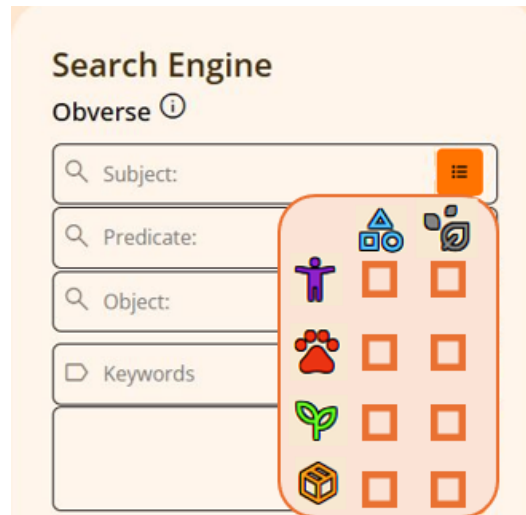 Search Engine
Obverse
Subject:
Predicate:
Object:
Keywords